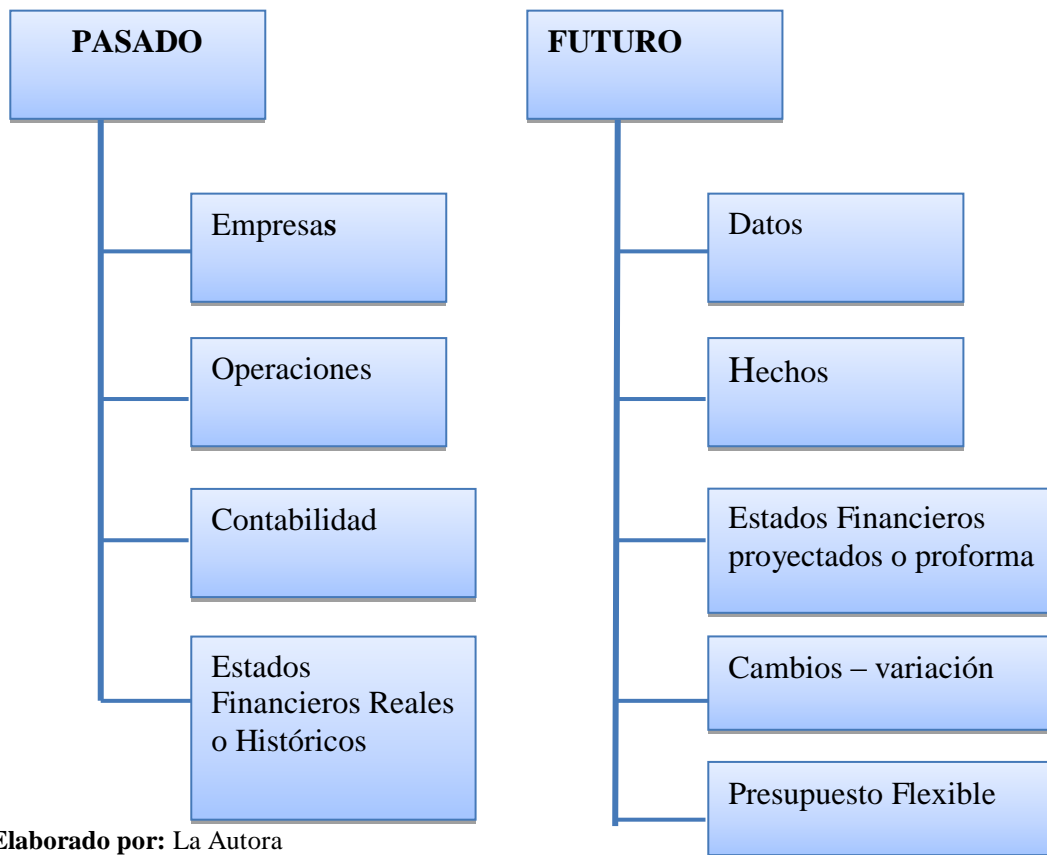 PASADO
Empresas
Operaciones
Contabilidad
Estados
Financieros Reales
o Históricos
FUTURO
Datos
Hechos
Estados Financieros
proyectados o proforma
Cambios – variación
Presupuesto Flexible
Elaborado por: La Autora